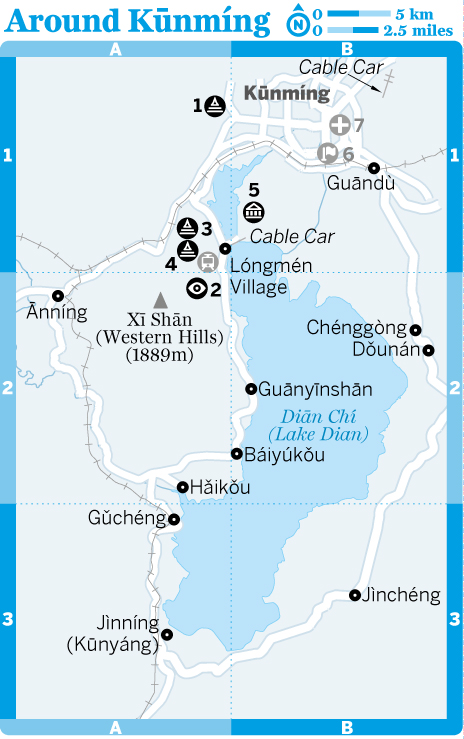 Around Kūnmíng
N
0 5 km
0 2.5 miles
A B
Cable Car
Kūnmíng
1
7
6
1 1
Guāndù
5
3
Cable Car
4
Lóngmén
Village
2
Ānníng
Xī Shān
(Western Hills)
(1889m)
Chénggòng
Dǒunán
2 2
Guānyīnshān
Diān Chí
(Lake Dian)
Báiyúkǒu
Hǎikǒu
Gǔchéng
Jìnchéng
3 3
Jìnníng
(Kūnyáng)
A B